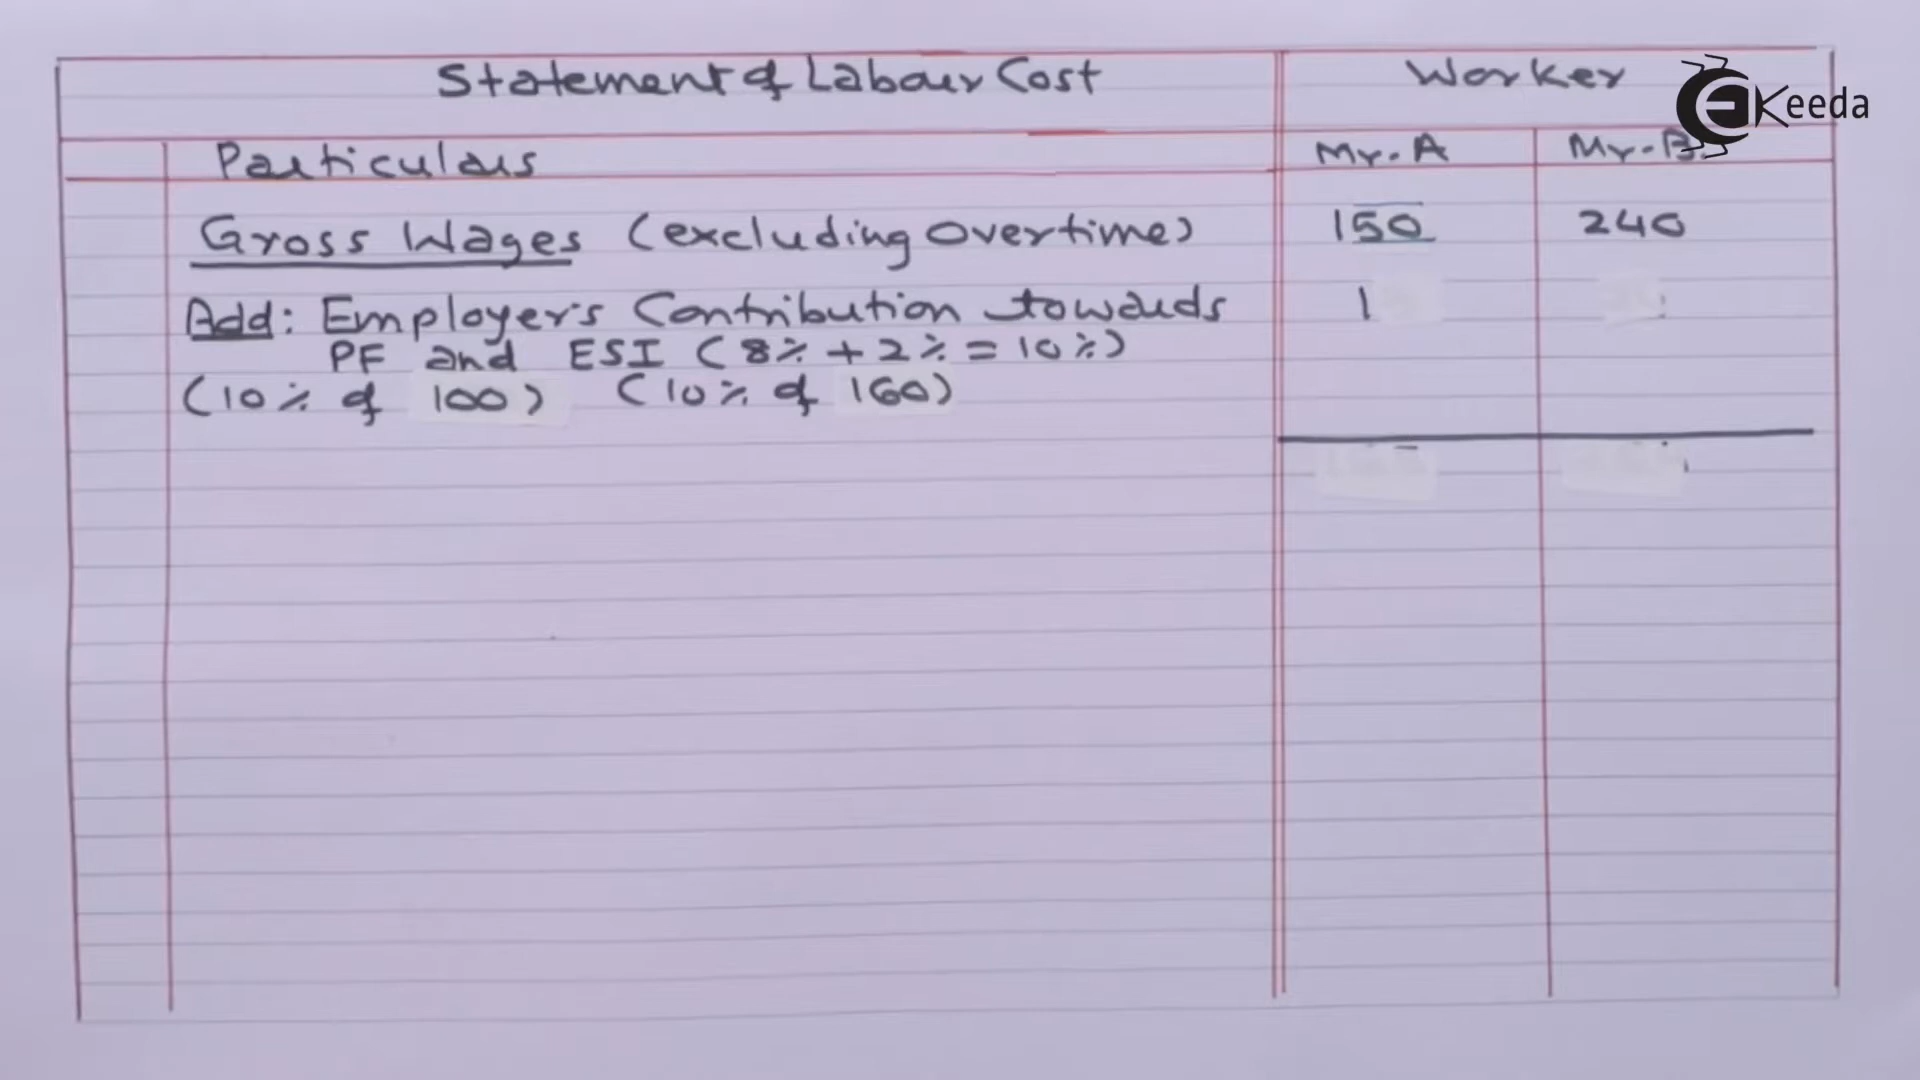 Statement of Labour Cost Worker
Particulars Mr. A Mr. B.
Gross Wages (excluding overtime) 150 240
Add: Employer's Contribution towards 1
PF and ESI (8% + 2% = 10%)
(10% of 100) (10% of 160)
Keeda